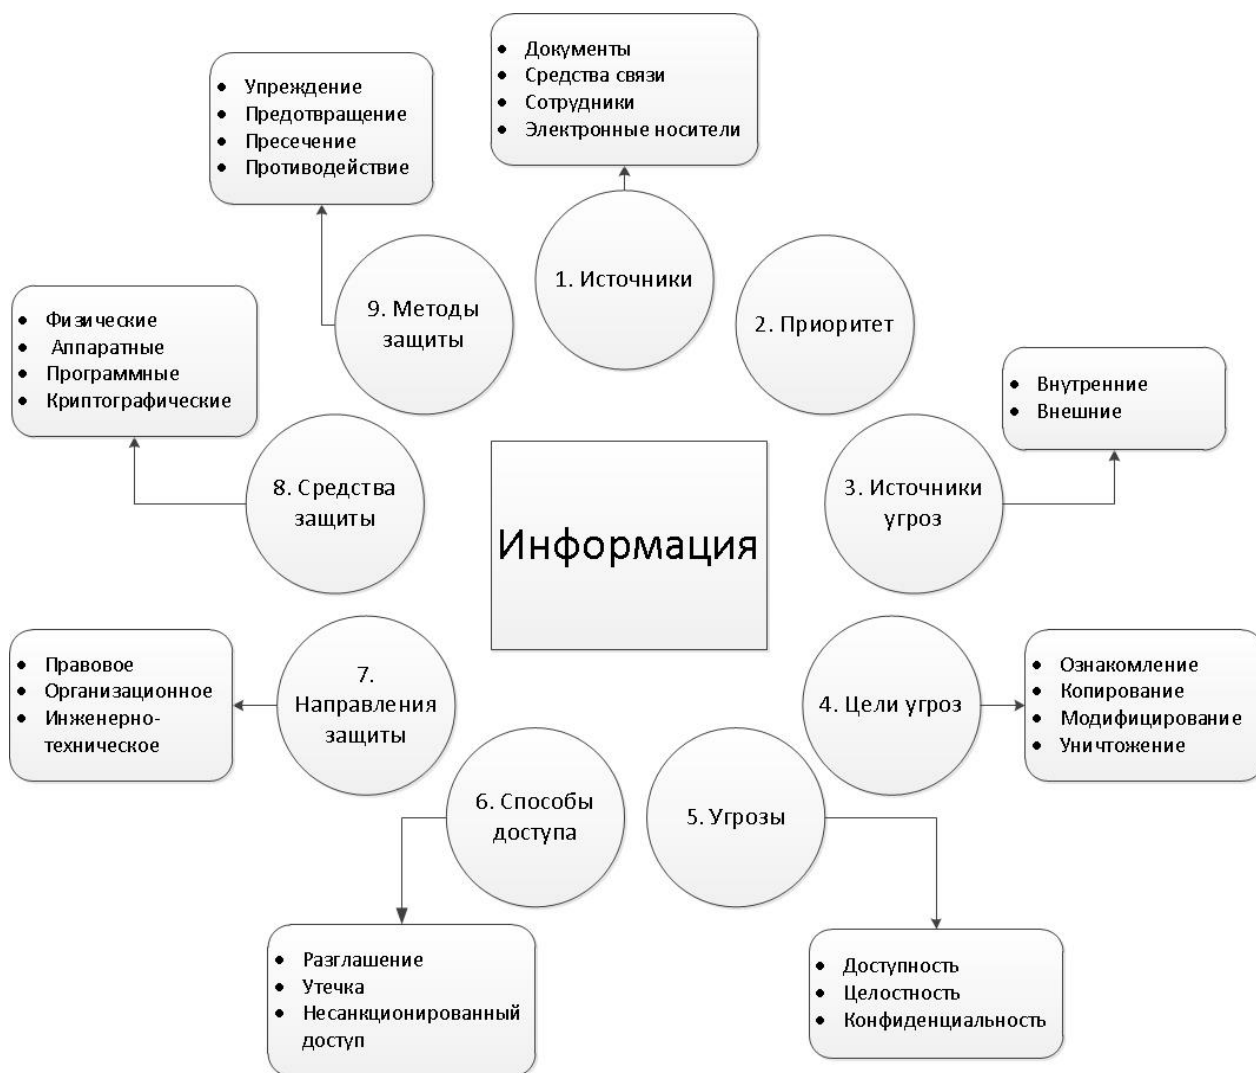 • Документы
• Средства связи
• Сотрудники
• Электронные носители
• Упреждение
• Предотвращение
• Пресечение
• Противодействие
1. Источники
9. Методы
защиты
2. Приоритет
• Физические
• Аппаратные
• Программные
• Криптографические
• Внутренние
• Внешние
8. Средства
защиты
3. Источники
угроз
Информация
• Правовое
• Организационное
• Инженерно-
техническое
7.
Направления
защиты
4. Цели угроз
• Ознакомление
• Копирование
• Модифицирование
• Уничтожение
6. Способы
доступа
5. Угрозы
• Разглашение
• Утечка
• Несанкционированный
доступ
• Доступность
• Целостность
• Конфиденциальность